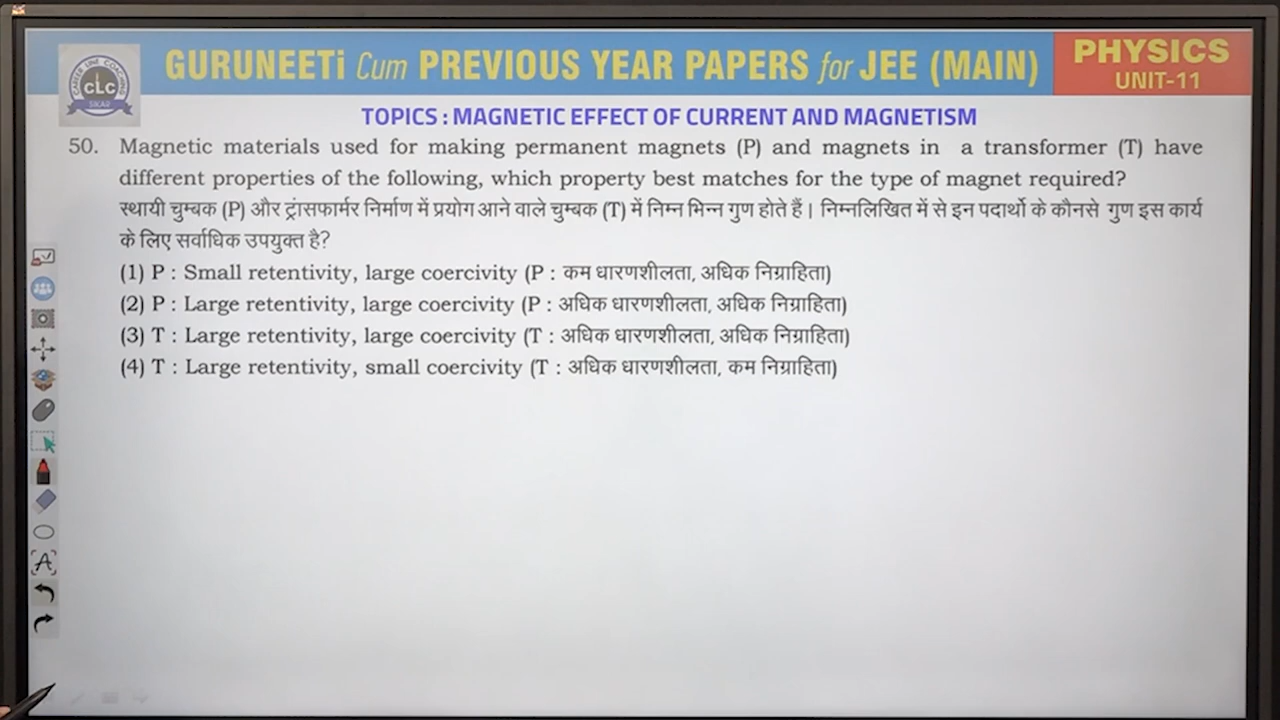 GURUNEETi Cum PREVIOUS YEAR PAPERS for JEE (MAIN)
PHYSICS
UNIT-11
CAREER LINE COACHING
CLC
SIKAR
TOPICS : MAGNETIC EFFECT OF CURRENT AND MAGNETISM
50. Magnetic materials used for making permanent magnets (P) and magnets in a transformer (T) have
different properties of the following, which property best matches for the type of magnet required?
स्थायी चुम्बक (P) और ट्रांसफार्मर निर्माण में प्रयोग आने वाले चुम्बक (T) में निम्न भिन्न गुण होते हैं। निम्नलिखित में से इन पदार्थो के कौनसे गुण इस कार्य
के लिए सर्वाधिक उपयुक्त है?
(1) P : Small retentivity, large coercivity (P : कम धारणशीलता, अधिक निग्राहिता)
(2) P : Large retentivity, large coercivity (P : अधिक धारणशीलता, अधिक निग्राहिता)
(3) T : Large retentivity, large coercivity (T : अधिक धारणशीलता, अधिक निग्राहिता)
(4) T : Large retentivity, small coercivity (T : अधिक धारणशीलता, कम निग्राहिता)
A